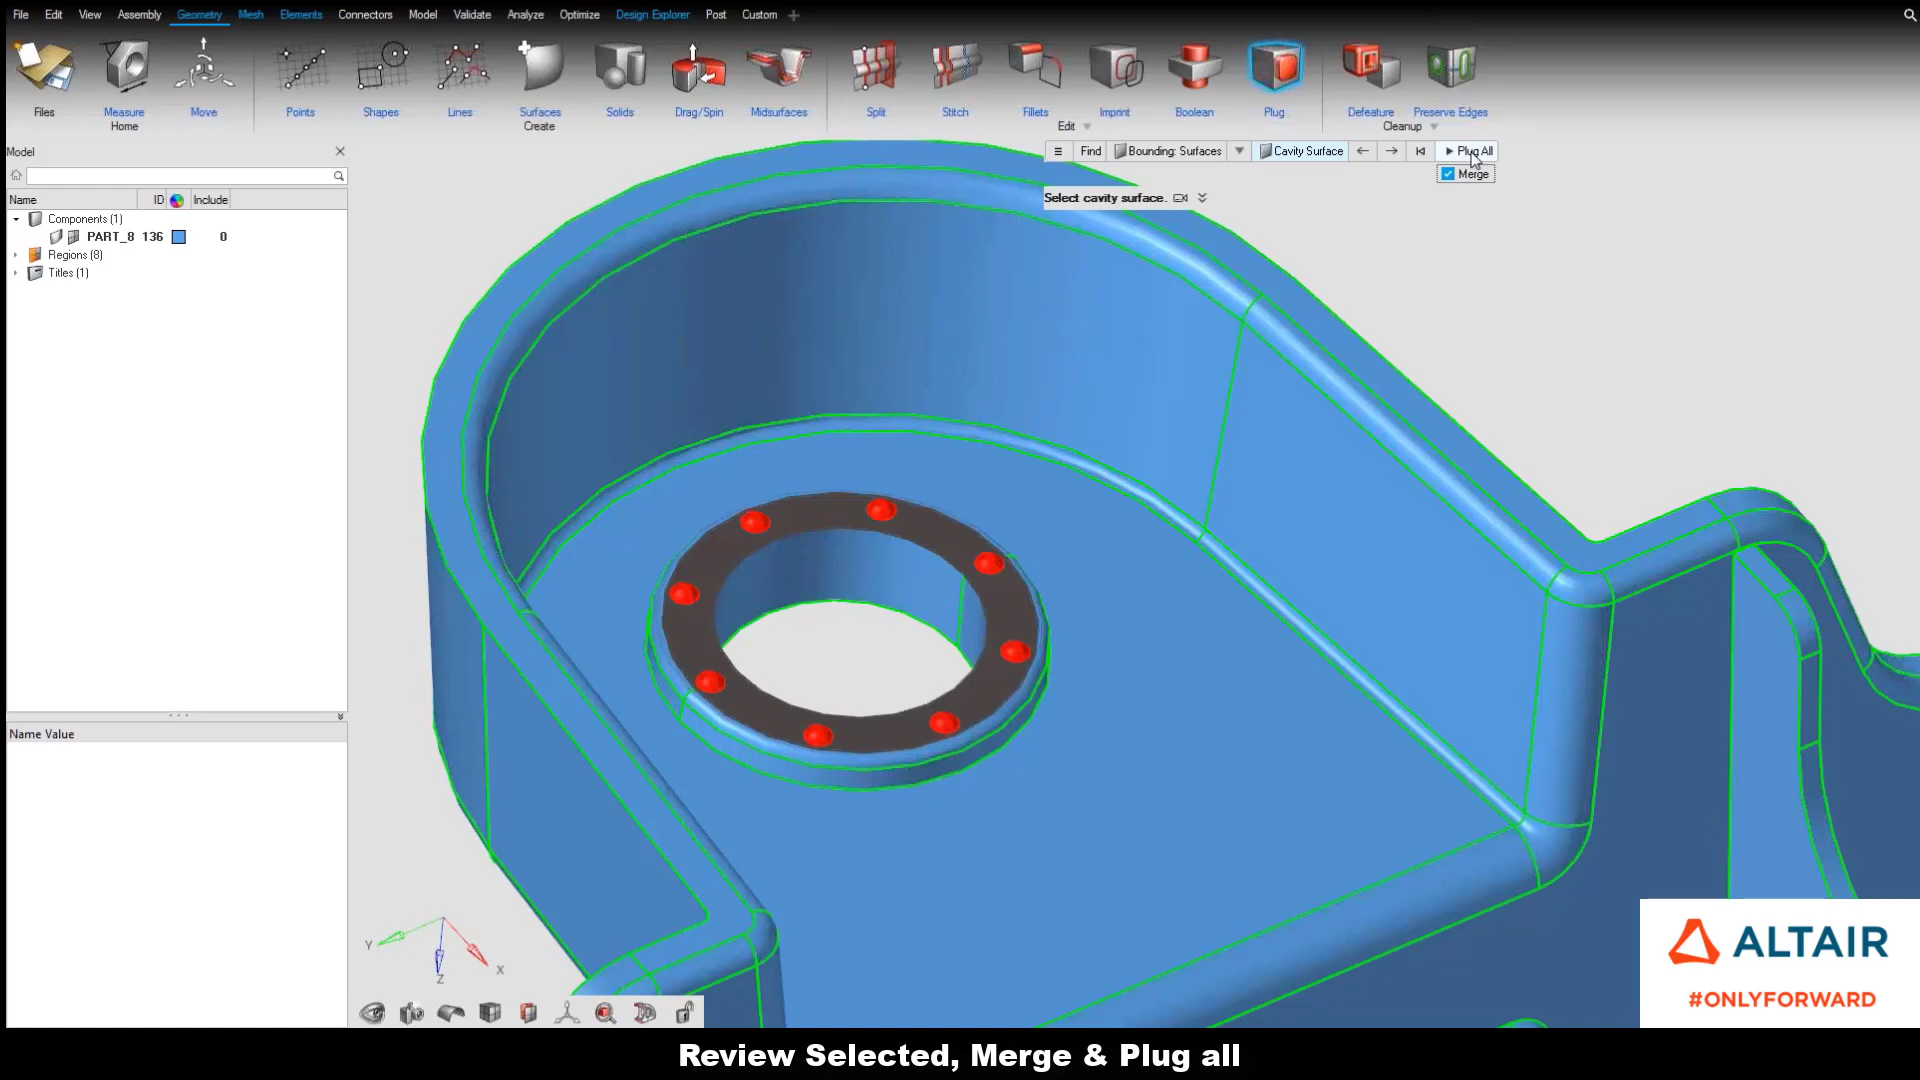 File Edit View Assembly Geometry Mesh Elements Connectors Model Validate Analyze Optimize Design Explorer Post Custom
Files Measure Move Points Shapes Lines Surfaces Solids Drag/Spin Midsurfaces Split Stitch Fillets Imprint Boolean Plug Defeature Preserve Edges
Home Create Edit Cleanup
Model
Find Bounding: Surfaces Cavity Surface Plug All
Merge
Select cavity surface.
Name ID Include
Components (1)
PART_8 136 0
Regions (8)
Titles (1)
Name Value
Y
X
Z
ALTAIR
#ONLYFORWARD
Review Selected, Merge & Plug all